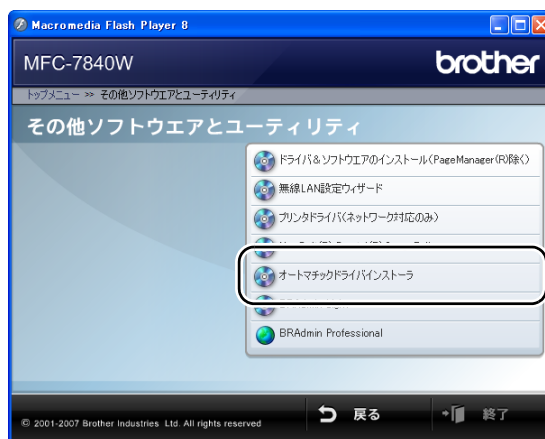 Macromedia Flash Player 8
MFC-7840W
brother
トップメニュー >> その他ソフトウエアとユーティリティ
その他ソフトウエアとユーティリティ
ドライバ&ソフトウエアのインストール(PageManager(R)除く)
無線LAN設定ウィザード
プリンタドライバ(ネットワーク対応のみ)
オートマチックドライバインストーラ
BRAdmin Professional
© 2001-2007 Brother Industries Ltd. All rights reserved
戻る
終了